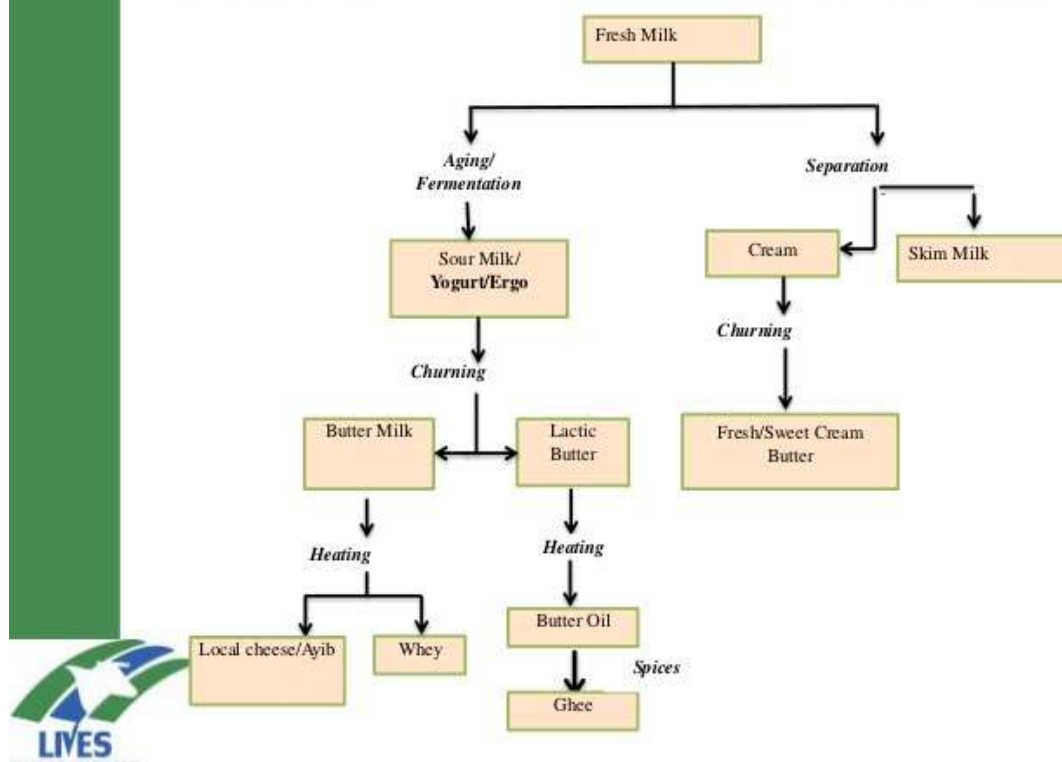 Fresh Milk
Aging/
Fermentation
Separation
Sour Milk/
Yogurt/Ergo
Cream
Skim Milk
Churning
Churning
Butter Milk
Lactic
Butter
Fresh/Sweet Cream
Butter
Heating
Heating
Local cheese/Ayib
Whey
Butter Oil
Spices
Ghee
LIVES